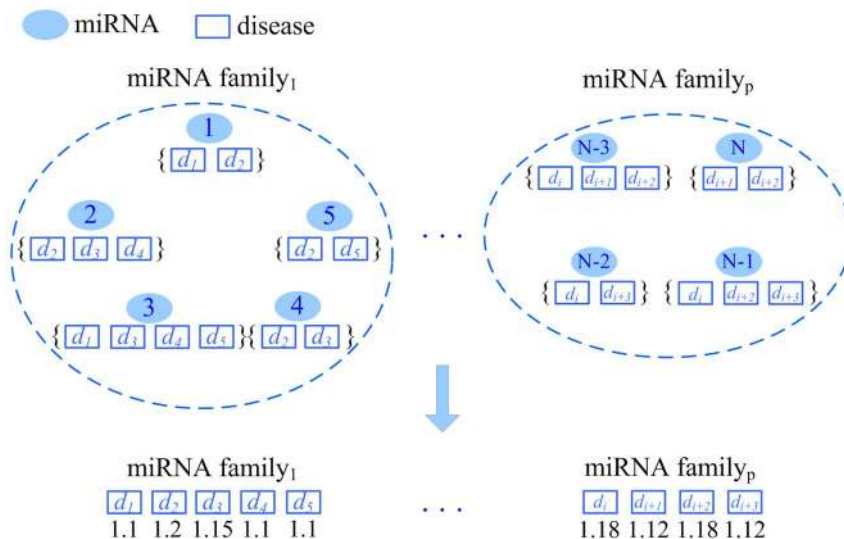 miRNA disease
miRNA family₁ miRNA familyₚ
1
{ d₁ d₂ }
N-3 N
{ dᵢ dᵢ₊₁ dᵢ₊₂ } { dᵢ₊₁ dᵢ₊₂ }
2 5
{ d₂ d₃ d₄ } { d₂ d₅ } . . .
N-2 N-1
{ dᵢ dᵢ₊₃ } { dᵢ dᵢ₊₂ dᵢ₊₃ }
3 4
{ d₁ d₃ d₄ d₅ } { d₂ d₃ }
miRNA family₁ miRNA familyₚ
d₁ d₂ d₃ d₄ d₅ . . . dᵢ dᵢ₊₁ dᵢ₊₂ dᵢ₊₃
1.1 1.2 1.15 1.1 1.1 1.18 1.12 1.18 1.12